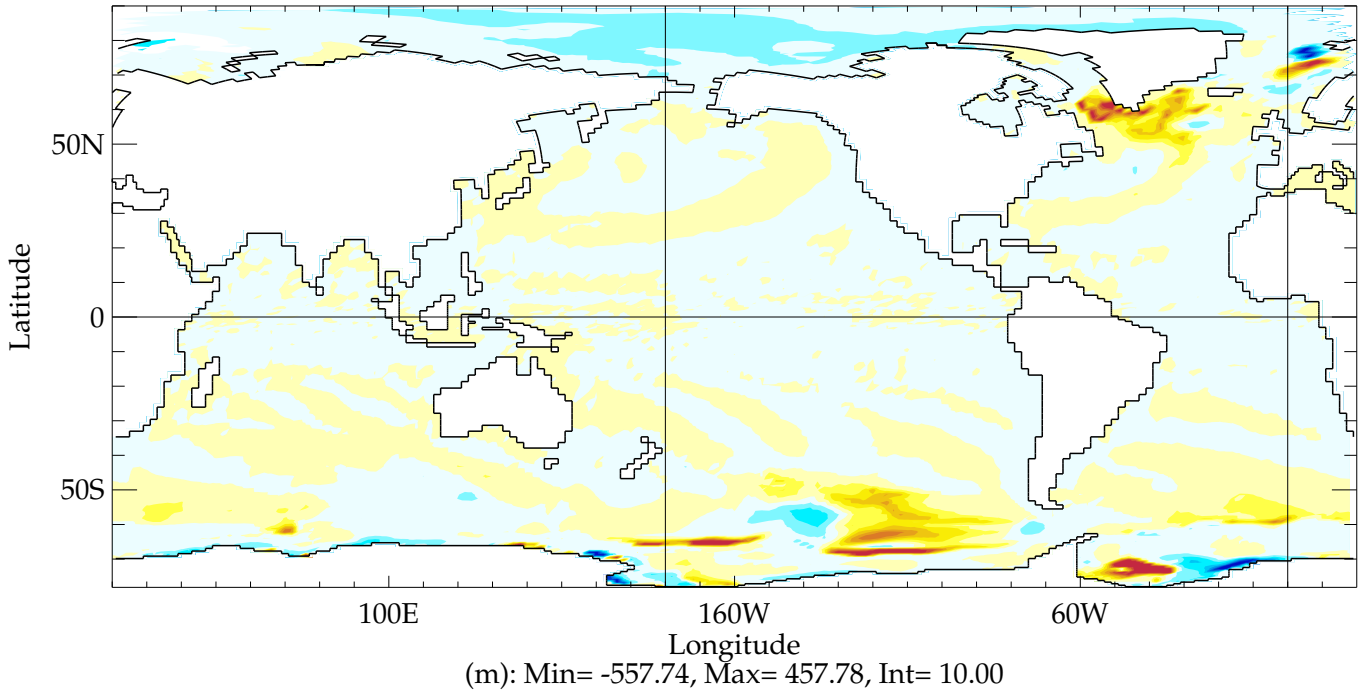 50N
0
50S
Latitude
100E 160W 60W
Longitude
(m): Min= -557.74, Max= 457.78, Int= 10.00